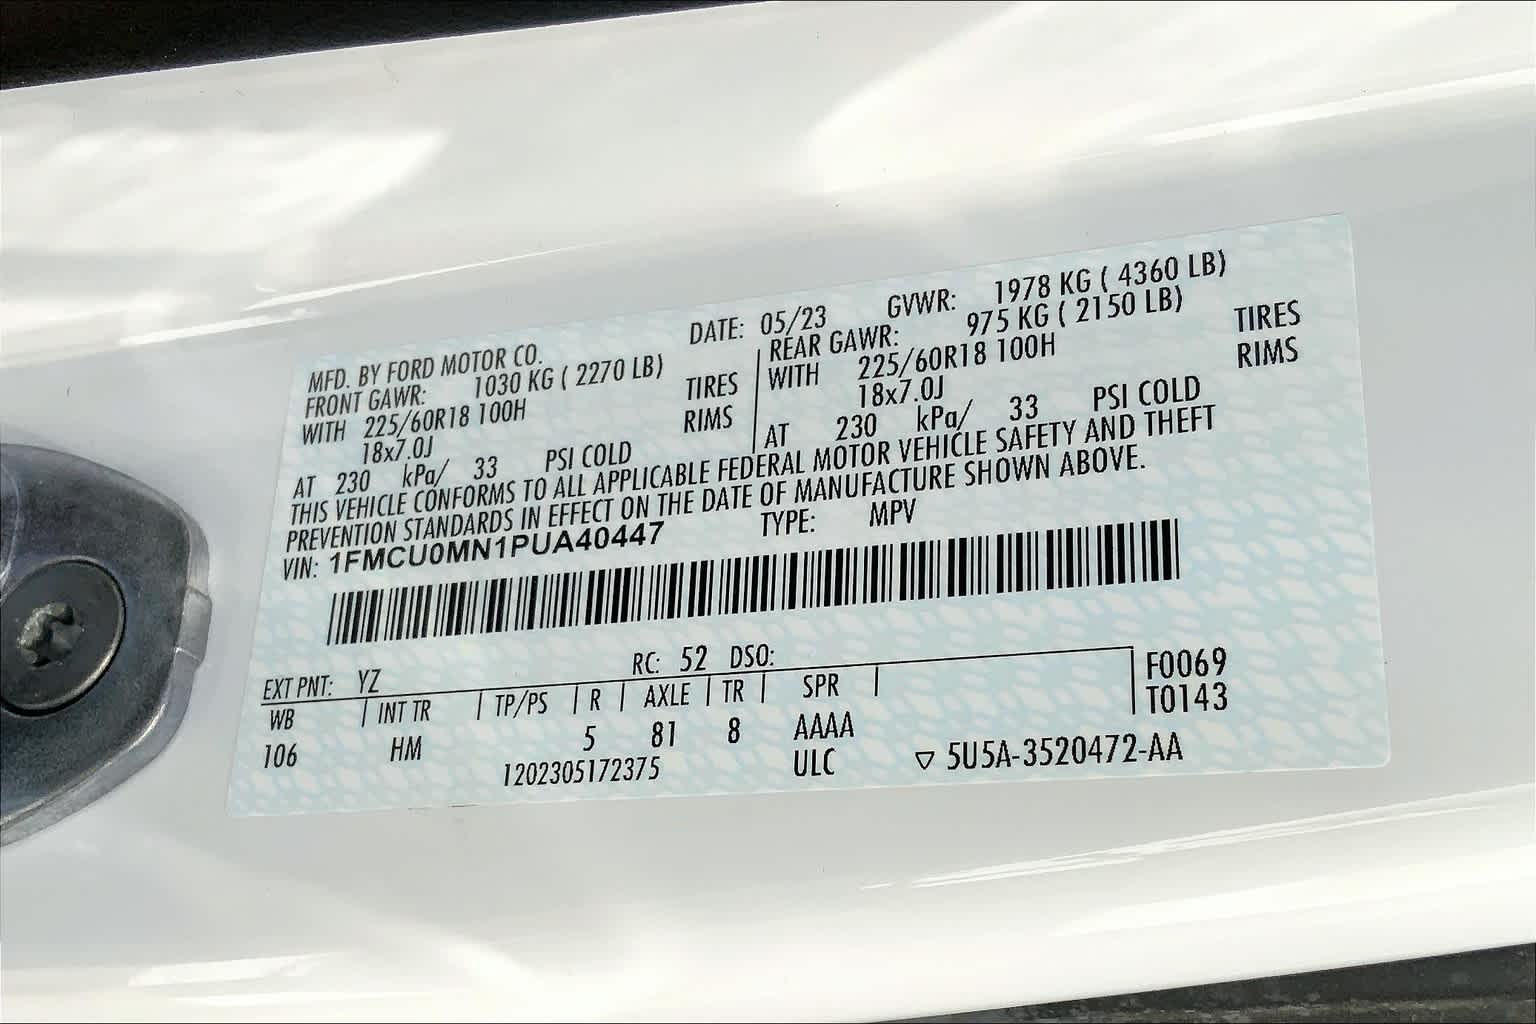 MFD. BY FORD MOTOR CO. DATE: 05/23 GVWR: 1978 KG ( 4360 LB)
FRONT GAWR: 1030 KG ( 2270 LB)
WITH 225/60R18 100H TIRES
18x7.0J RIMS
AT 230 kPa/ 33 PSI COLD
REAR GAWR: 975 KG ( 2150 LB)
WITH 225/60R18 100H TIRES
18x7.0J RIMS
AT 230 kPa/ 33 PSI COLD
THIS VEHICLE CONFORMS TO ALL APPLICABLE FEDERAL MOTOR VEHICLE SAFETY AND THEFT
PREVENTION STANDARDS IN EFFECT ON THE DATE OF MANUFACTURE SHOWN ABOVE.
VIN: 1FMCU0MN1PUA40447 TYPE: MPV
EXT PNT: YZ RC: 52 DSO:
WB | INT TR | TP/PS | R | AXLE | TR | SPR |
106 HM 5 81 8 AAAA
1202305172375 ULC
F0069
T0143
▽ 5U5A-3520472-AA